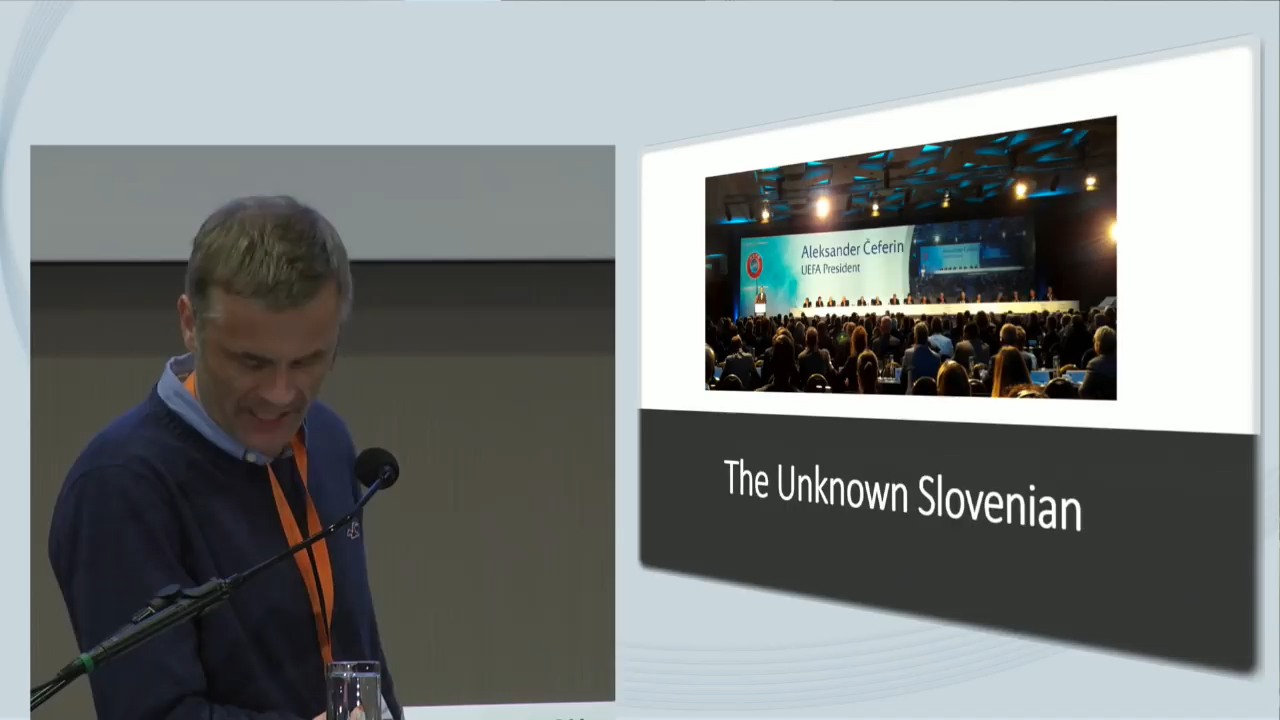 Aleksander Čeferin
UEFA President
The Unknown Slovenian